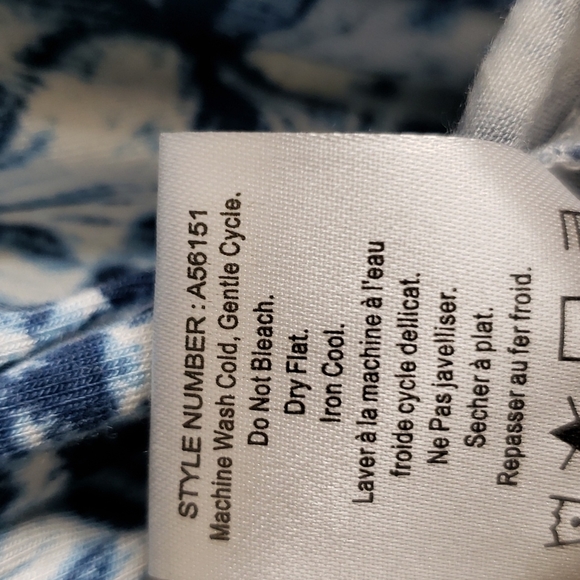 STYLE NUMBER : A56151
Machine Wash Cold, Gentle Cycle.
Do Not Bleach.
Dry Flat.
Iron Cool.
Laver à la machine à l'eau
froide cycle dellicat.
Ne Pas javelliser.
Secher à plat.
Repasser au fer froid.